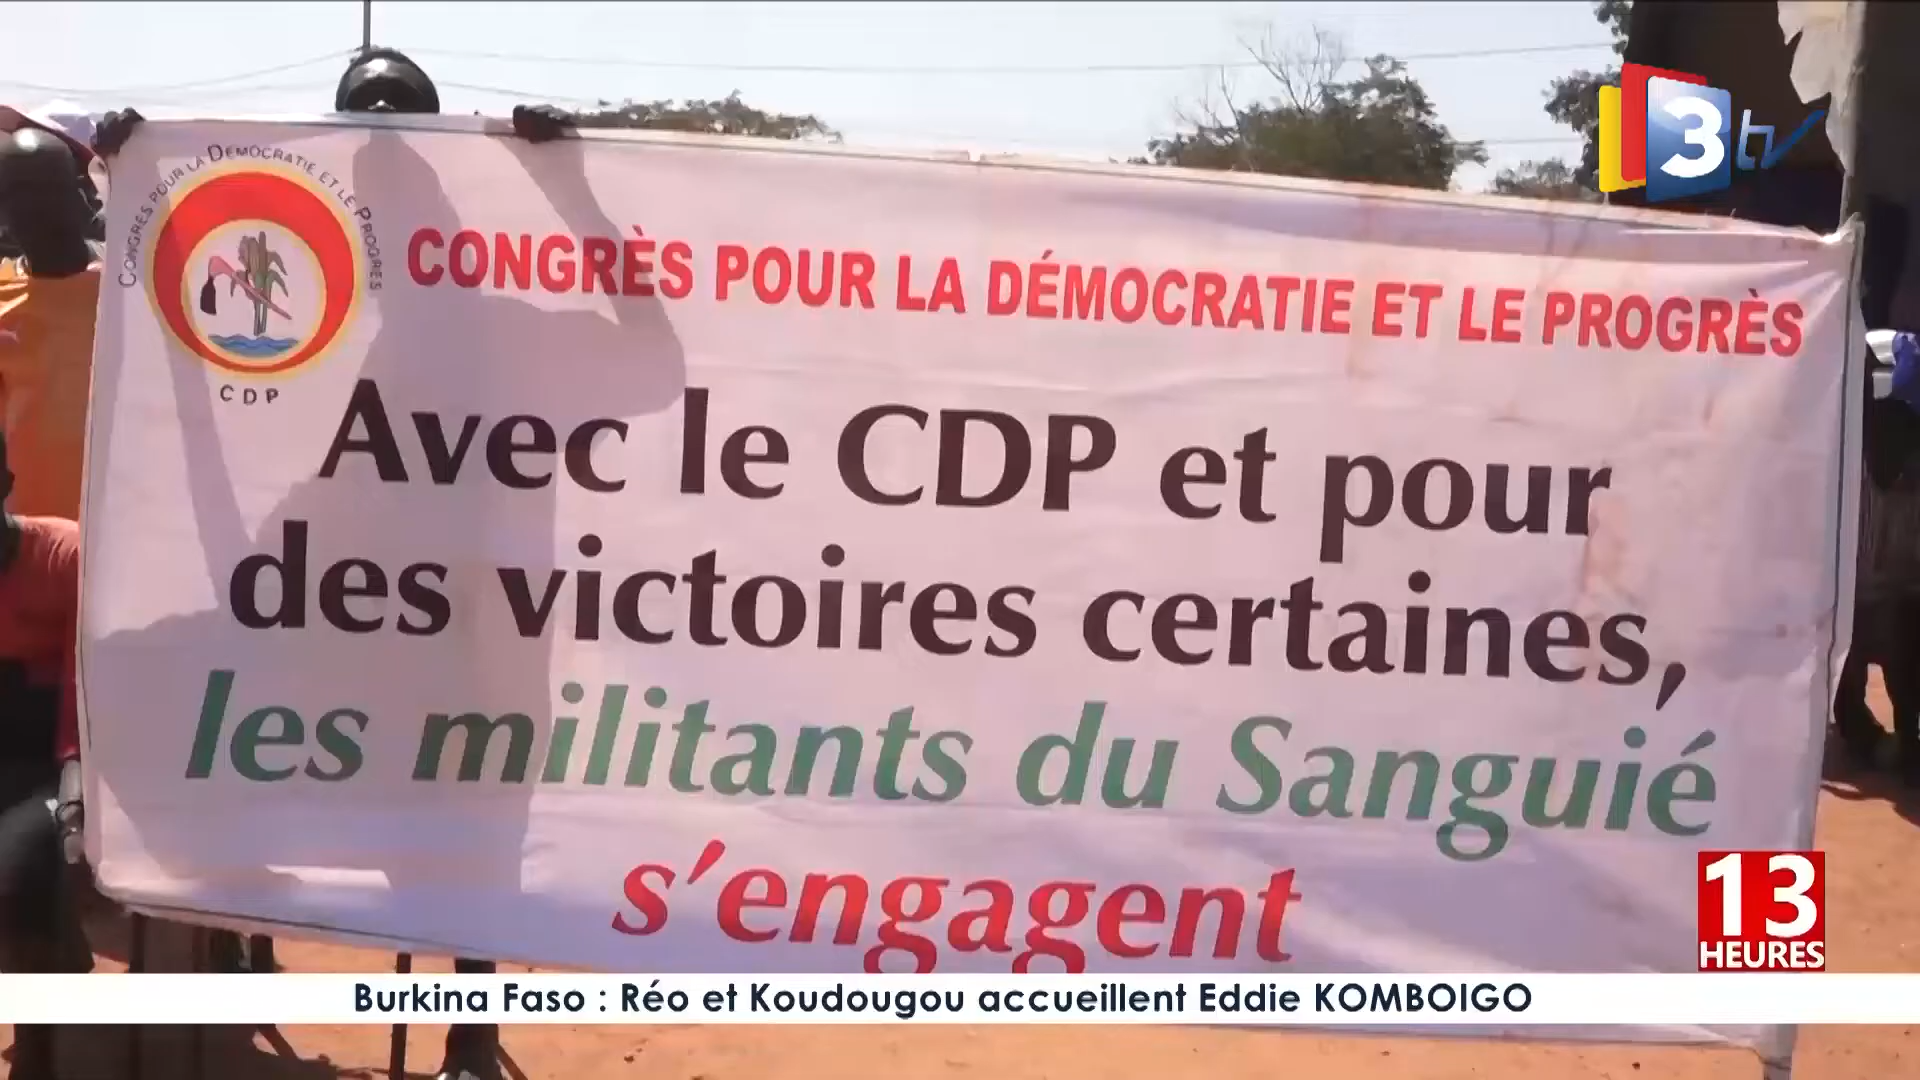 3tv
CONGRÈS POUR LA DÉMOCRATIE ET LE PROGRÈS
CDP
CONGRÈS POUR LA DÉMOCRATIE ET LE PROGRÈS
Avec le CDP et pour
des victoires certaines,
les militants du Sanguié
s'engagent
13
HEURES
Burkina Faso : Réo et Koudougou accueillent Eddie KOMBOIGO